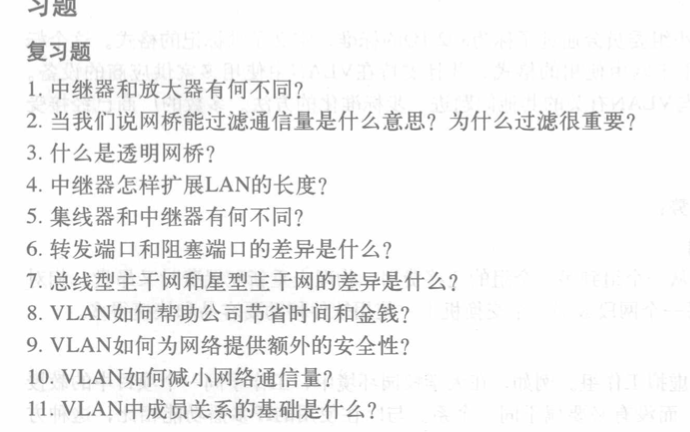 习题
复习题
1. 中继器和放大器有何不同？
2. 当我们说网桥能过滤通信量是什么意思？为什么过滤很重要？
3. 什么是透明网桥？
4. 中继器怎样扩展LAN的长度？
5. 集线器和中继器有何不同？
6. 转发端口和阻塞端口的差异是什么？
7. 总线型主干网和星型主干网的差异是什么？
8. VLAN如何帮助公司节省时间和金钱？
9. VLAN如何为网络提供额外的安全性？
10. VLAN如何减小网络通信量？
11. VLAN中成员关系的基础是什么？